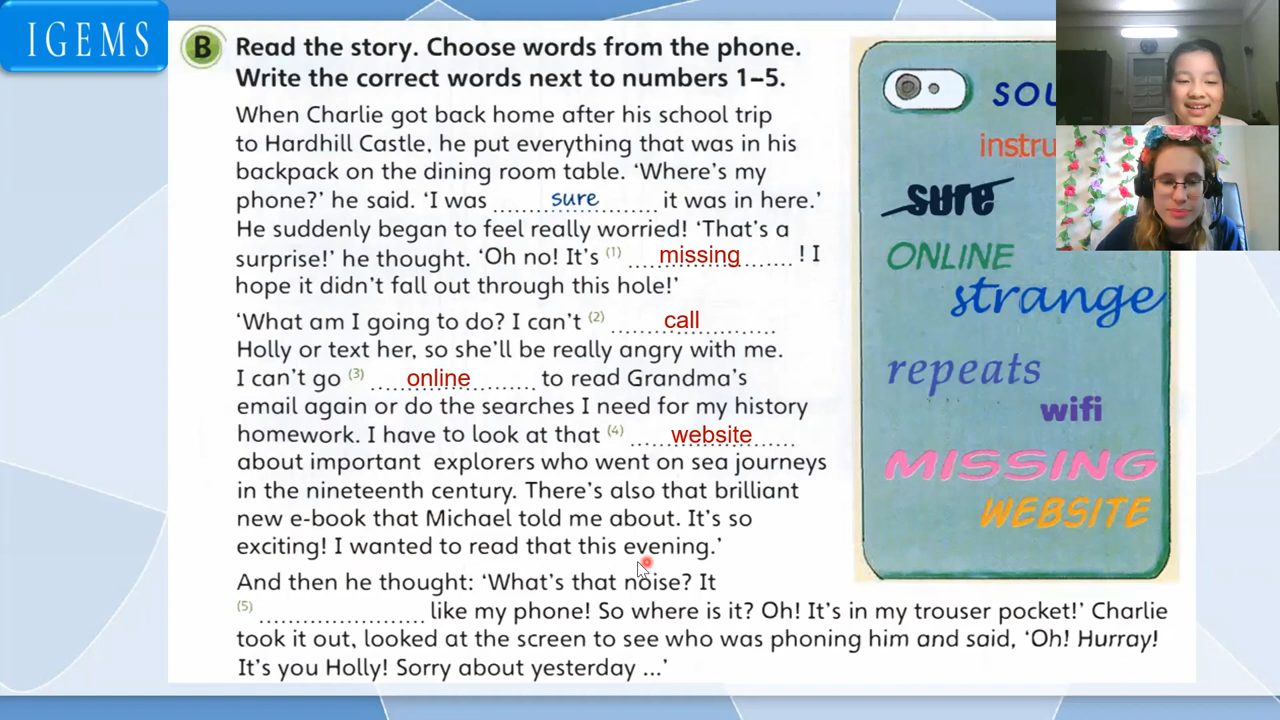 IGEMS
B Read the story. Choose words from the phone.
Write the correct words next to numbers 1–5.
When Charlie got back home after his school trip
to Hardhill Castle, he put everything that was in his
backpack on the dining room table. ‘Where’s my
phone?’ he said. ‘I was sure it was in here.’
He suddenly began to feel really worried! ‘That’s a
surprise!’ he thought. ‘Oh no! It’s (1) missing ! I
hope it didn’t fall out through this hole!’
‘What am I going to do? I can’t (2) call
Holly or text her, so she’ll be really angry with me.
I can’t go (3) online to read Grandma’s
email again or do the searches I need for my history
homework. I have to look at that (4) website
about important explorers who went on sea journeys
in the nineteenth century. There’s also that brilliant
new e-book that Michael told me about. It’s so
exciting! I wanted to read that this evening.’
And then he thought: ‘What’s that noise? It
(5) .................... like my phone! So where is it? Oh! It’s in my trouser pocket!’ Charlie
took it out, looked at the screen to see who was phoning him and said, ‘Oh! Hurray!
It’s you Holly! Sorry about yesterday ...’
sure
ONLINE
strange
repeats
wifi
MISSING
WEBSITE